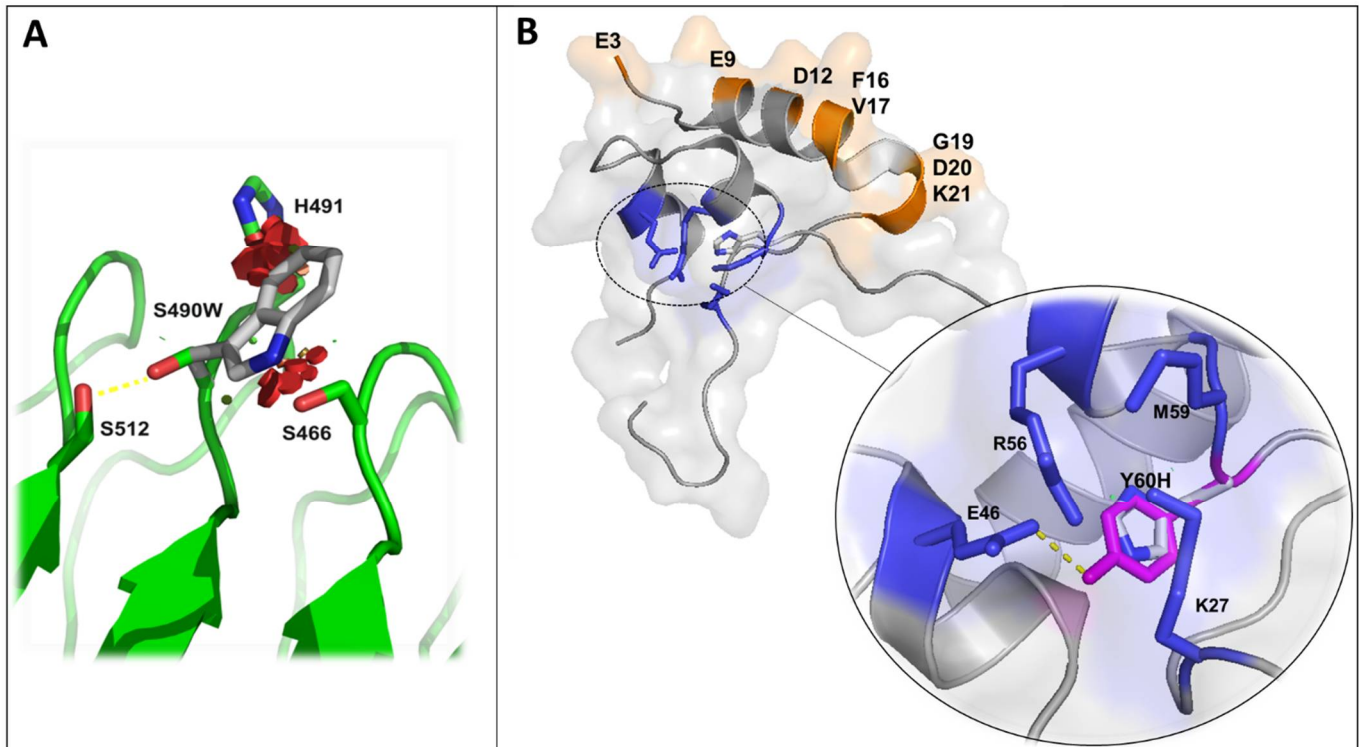 A
H491
S490W
S512
S466
B
E3
E9
D12
F16
V17
G19
D20
K21
M59
R56
Y60H
E46
K27